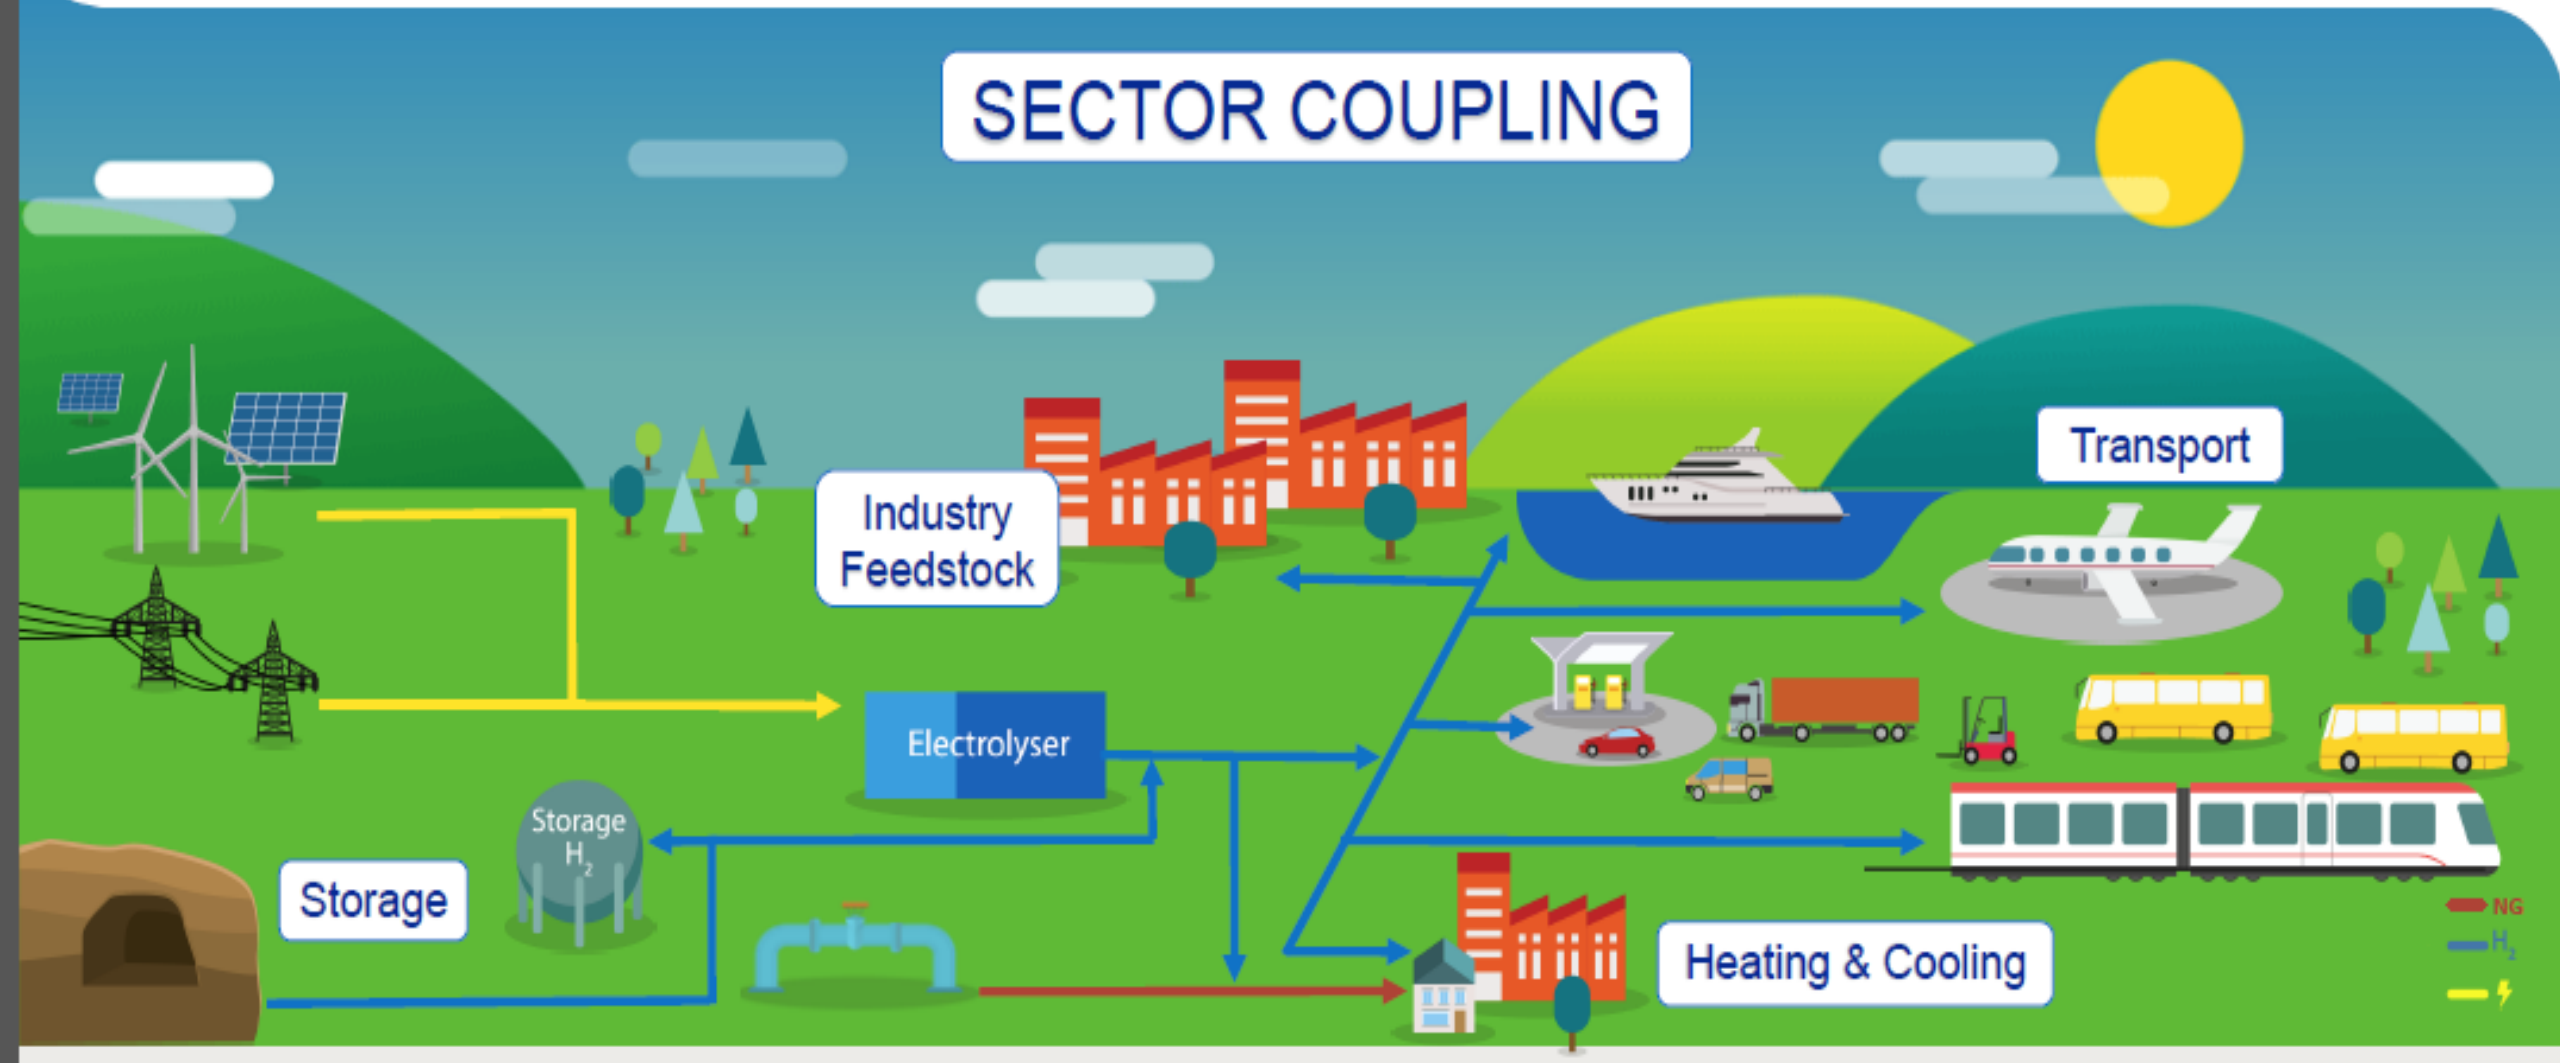 SECTOR COUPLING
Transport
Industry
Feedstock
Electrolyser
Storage
H₂
Storage
Heating & Cooling
NG
H₂